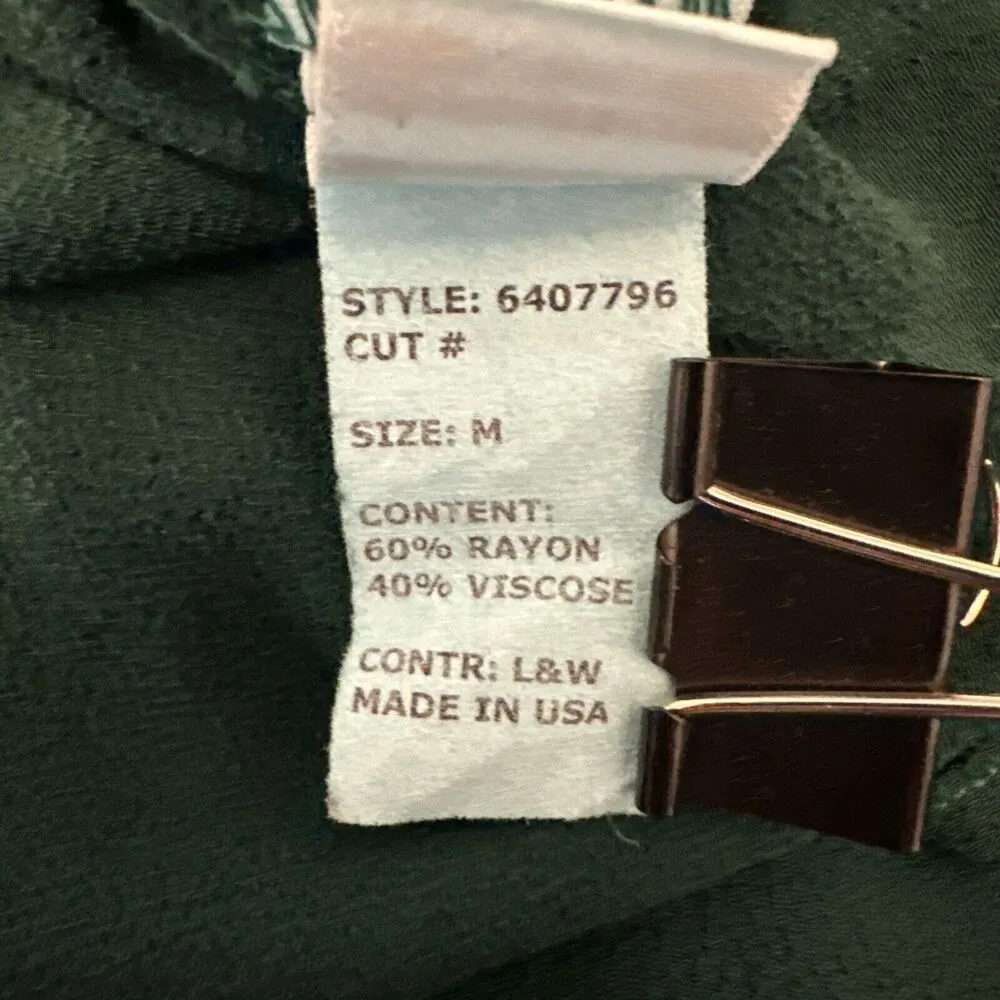 STYLE: 6407796
CUT #
SIZE: M
CONTENT:
60% RAYON
40% VISCOSE
CONTR: L&W
MADE IN USA